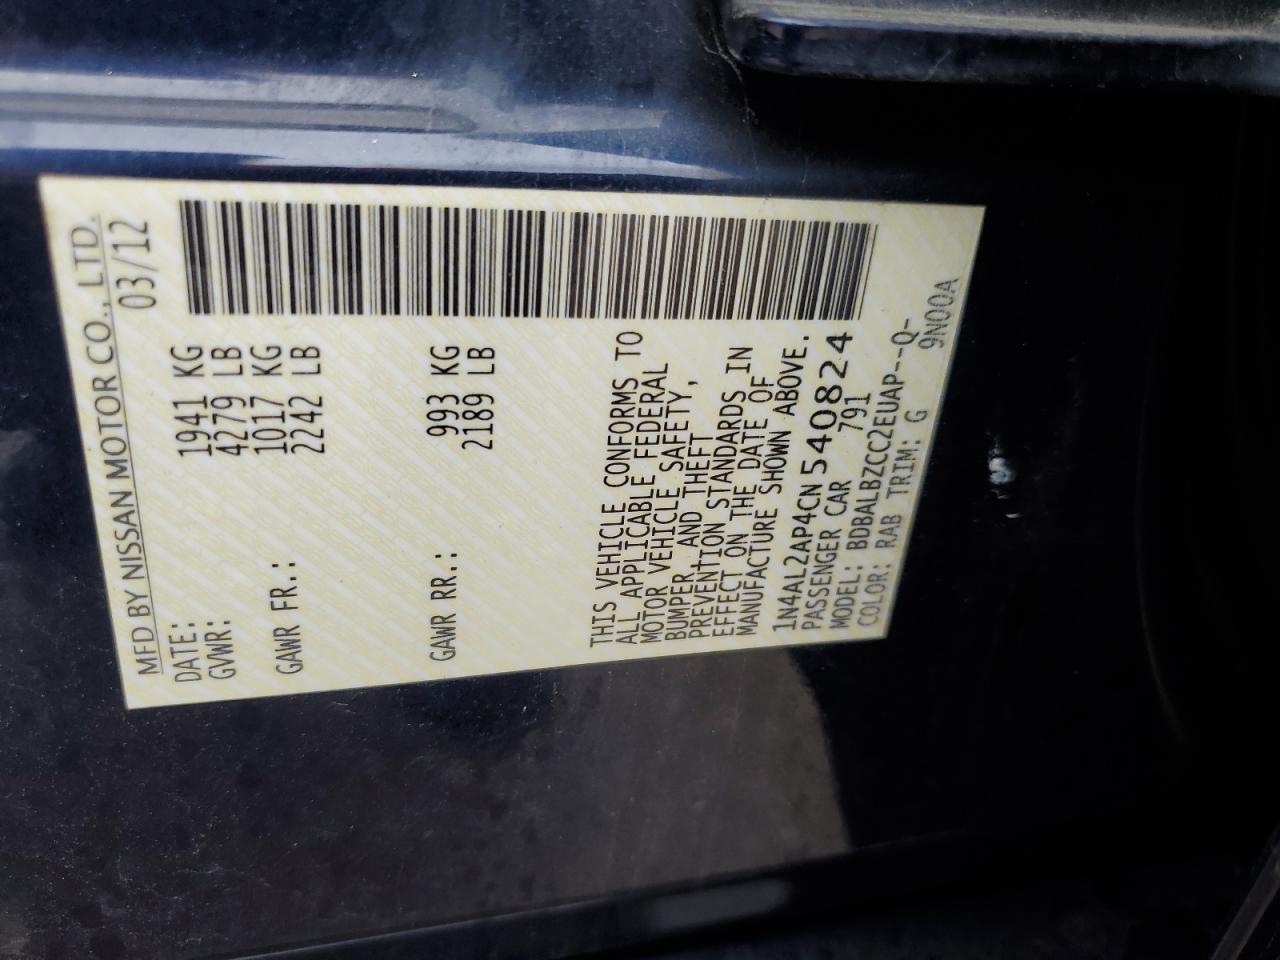 MFD BY NISSAN MOTOR CO., LTD.
DATE: 03/12
GVWR: 1941 KG
4279 LB
GAWR FR.: 1017 KG
2242 LB
GAWR RR.: 993 KG
2189 LB
THIS VEHICLE CONFORMS TO
ALL APPLICABLE FEDERAL
MOTOR VEHICLE SAFETY,
BUMPER, AND THEFT
PREVENTION STANDARDS IN
EFFECT ON THE DATE OF
MANUFACTURE SHOWN ABOVE.
1N4AL2AP4CN540824
PASSENGER CAR 791
MODEL: BDBALBZCC2EUAP--Q-
COLOR: RAB TRIM: G 9N00A